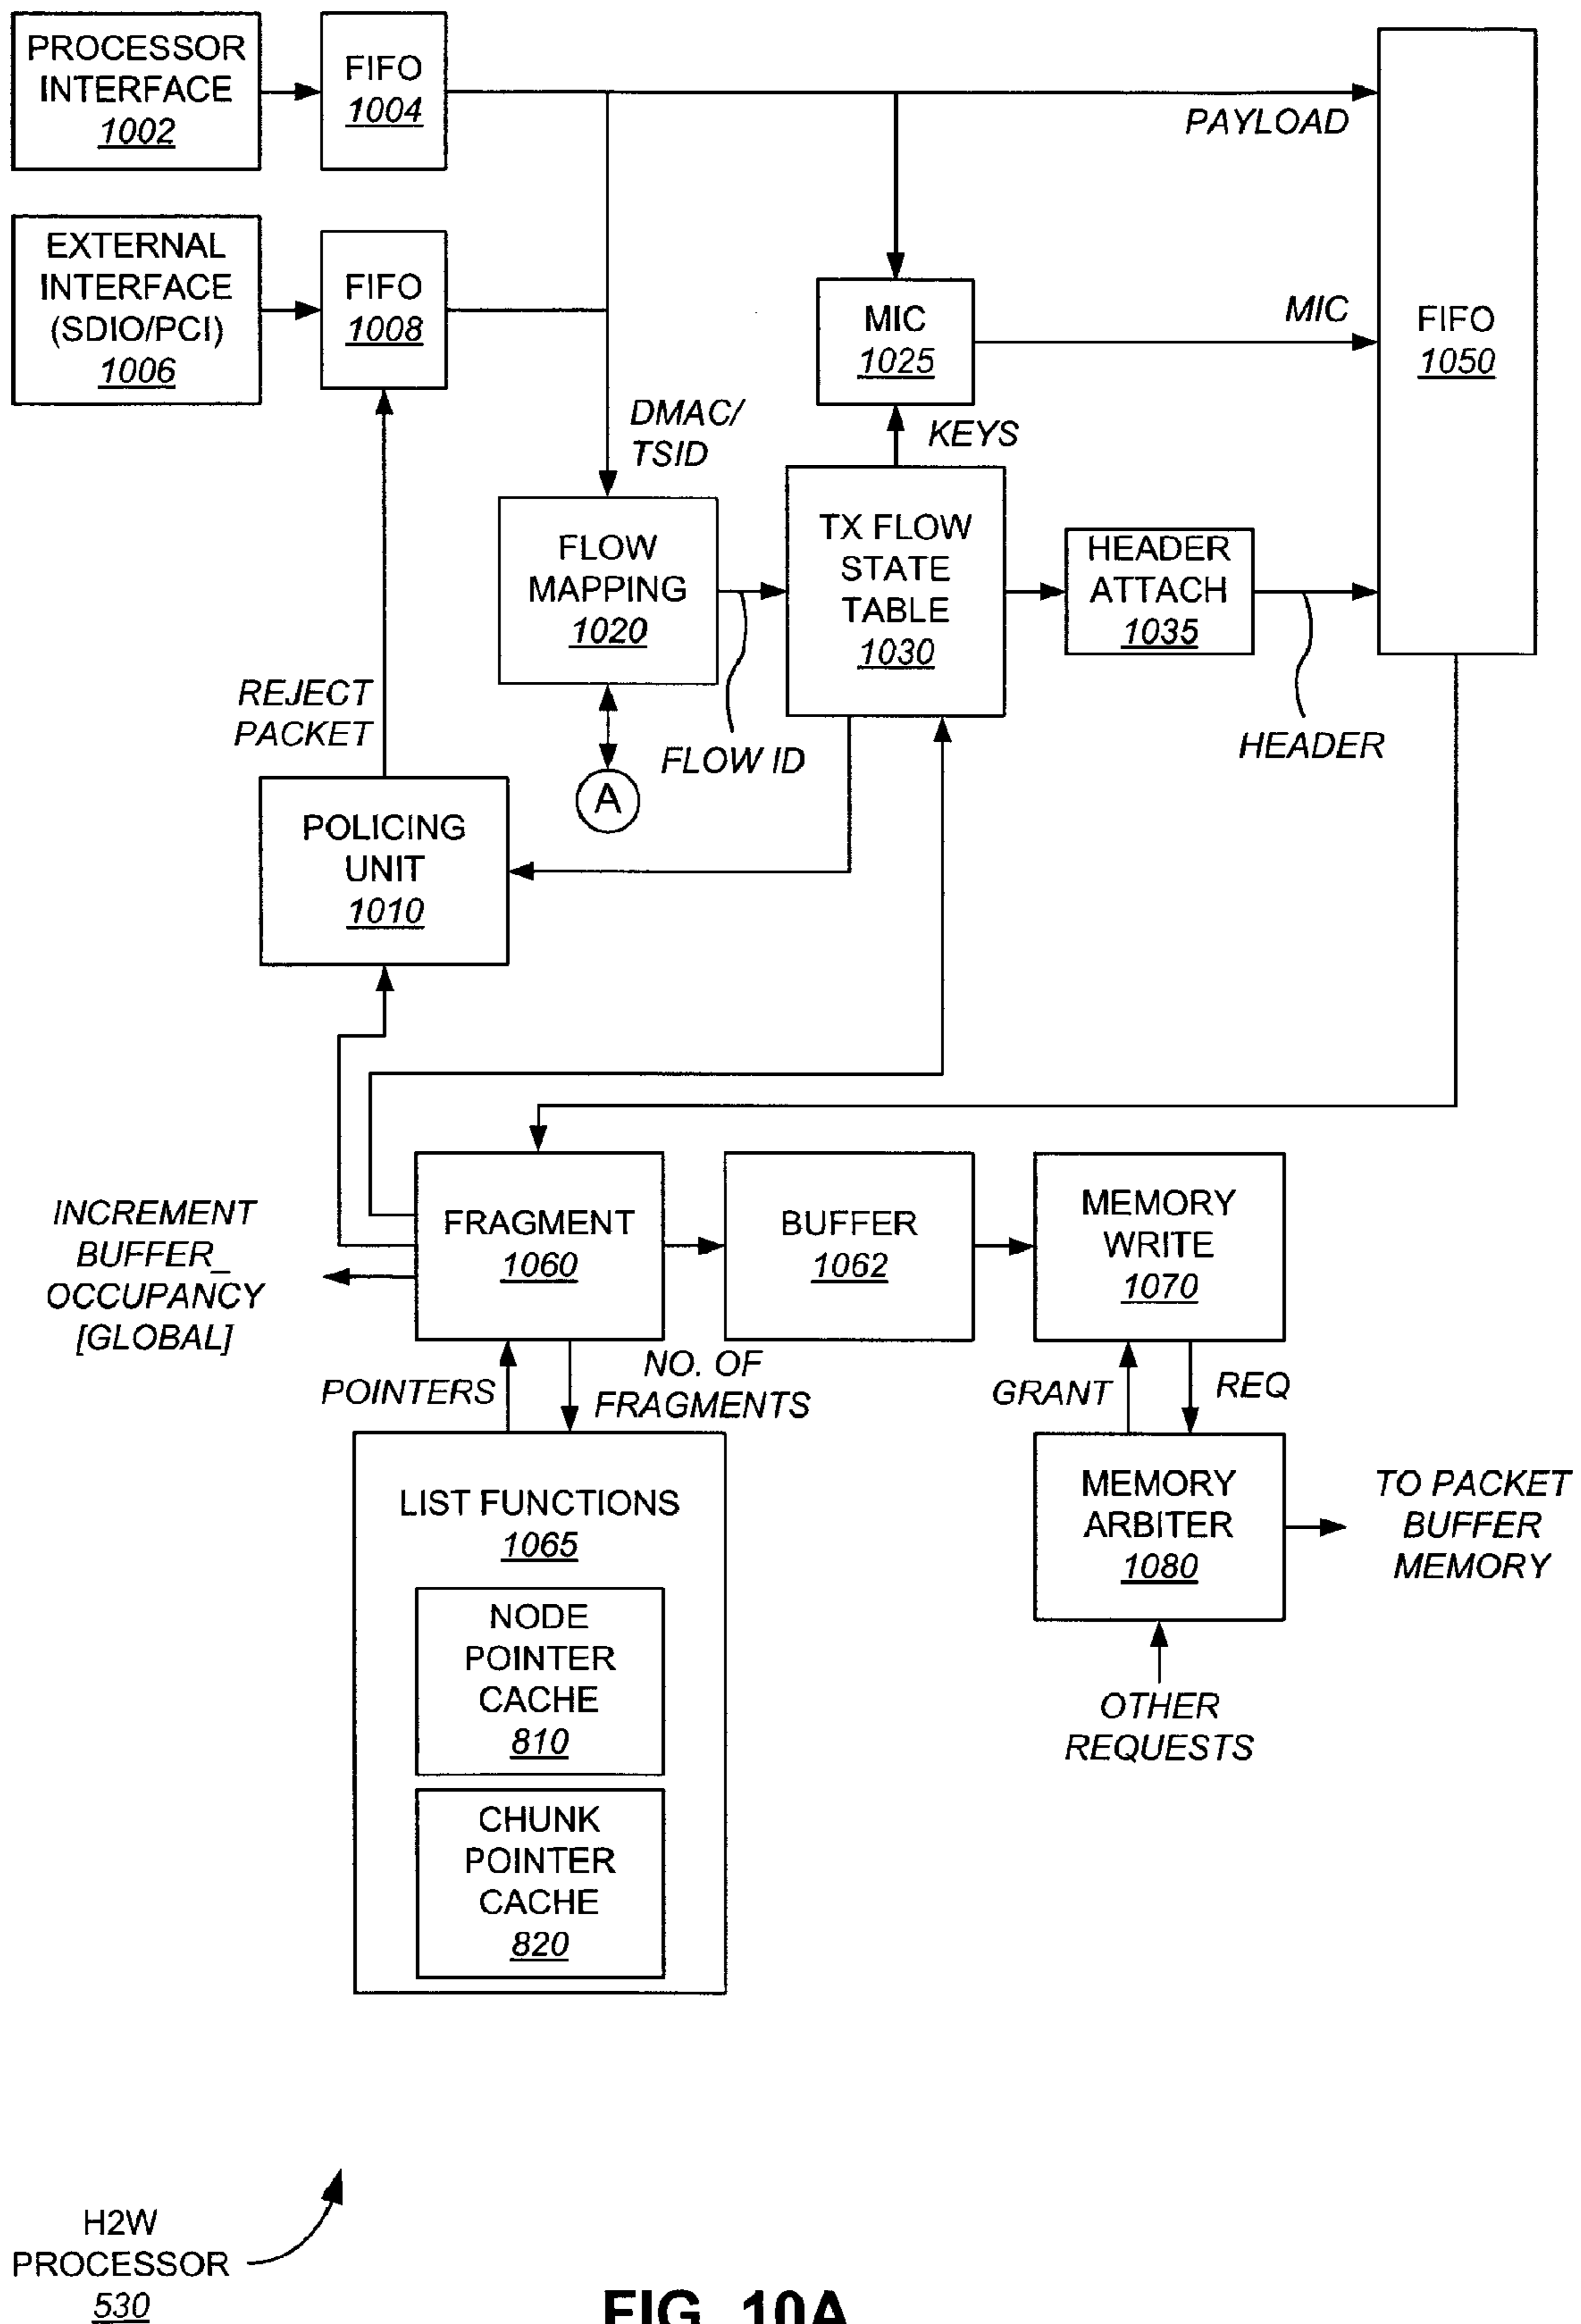 PROCESSOR
INTERFACE
1002
FIFO
1004
PAYLOAD
EXTERNAL
INTERFACE
(SDIO/PCI)
1006
FIFO
1008
MIC
1025
MIC
FIFO
1050
DMAC/
TSID
KEYS
FLOW
MAPPING
1020
TX FLOW
STATE
TABLE
1030
HEADER
ATTACH
1035
REJECT
PACKET
FLOW ID
HEADER
A
POLICING
UNIT
1010
INCREMENT
BUFFER_
OCCUPANCY
[GLOBAL]
FRAGMENT
1060
BUFFER
1062
MEMORY
WRITE
1070
POINTERS
NO. OF
FRAGMENTS
GRANT
REQ
LIST FUNCTIONS
1065
MEMORY
ARBITER
1080
TO PACKET
BUFFER
MEMORY
NODE
POINTER
CACHE
810
OTHER
REQUESTS
CHUNK
POINTER
CACHE
820
H2W
PROCESSOR
530
FIG. 10A